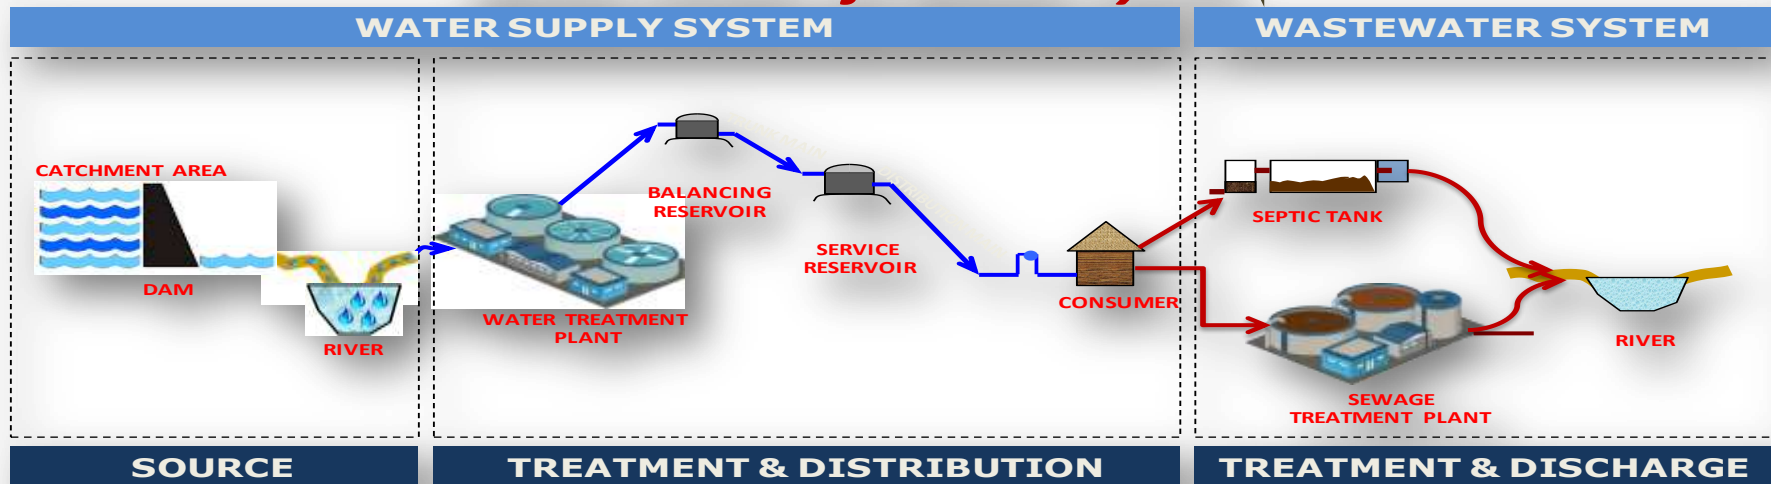 WATER SUPPLY SYSTEM
WASTEWATER SYSTEM
CATCHMENT AREA
DAM
RIVER
WATER TREATMENT
PLANT
BALANCING
RESERVOIR
SERVICE
RESERVOIR
CONSUMER
SEPTIC TANK
SEWAGE
TREATMENT PLANT
RIVER
SOURCE
TREATMENT & DISTRIBUTION
TREATMENT & DISCHARGE